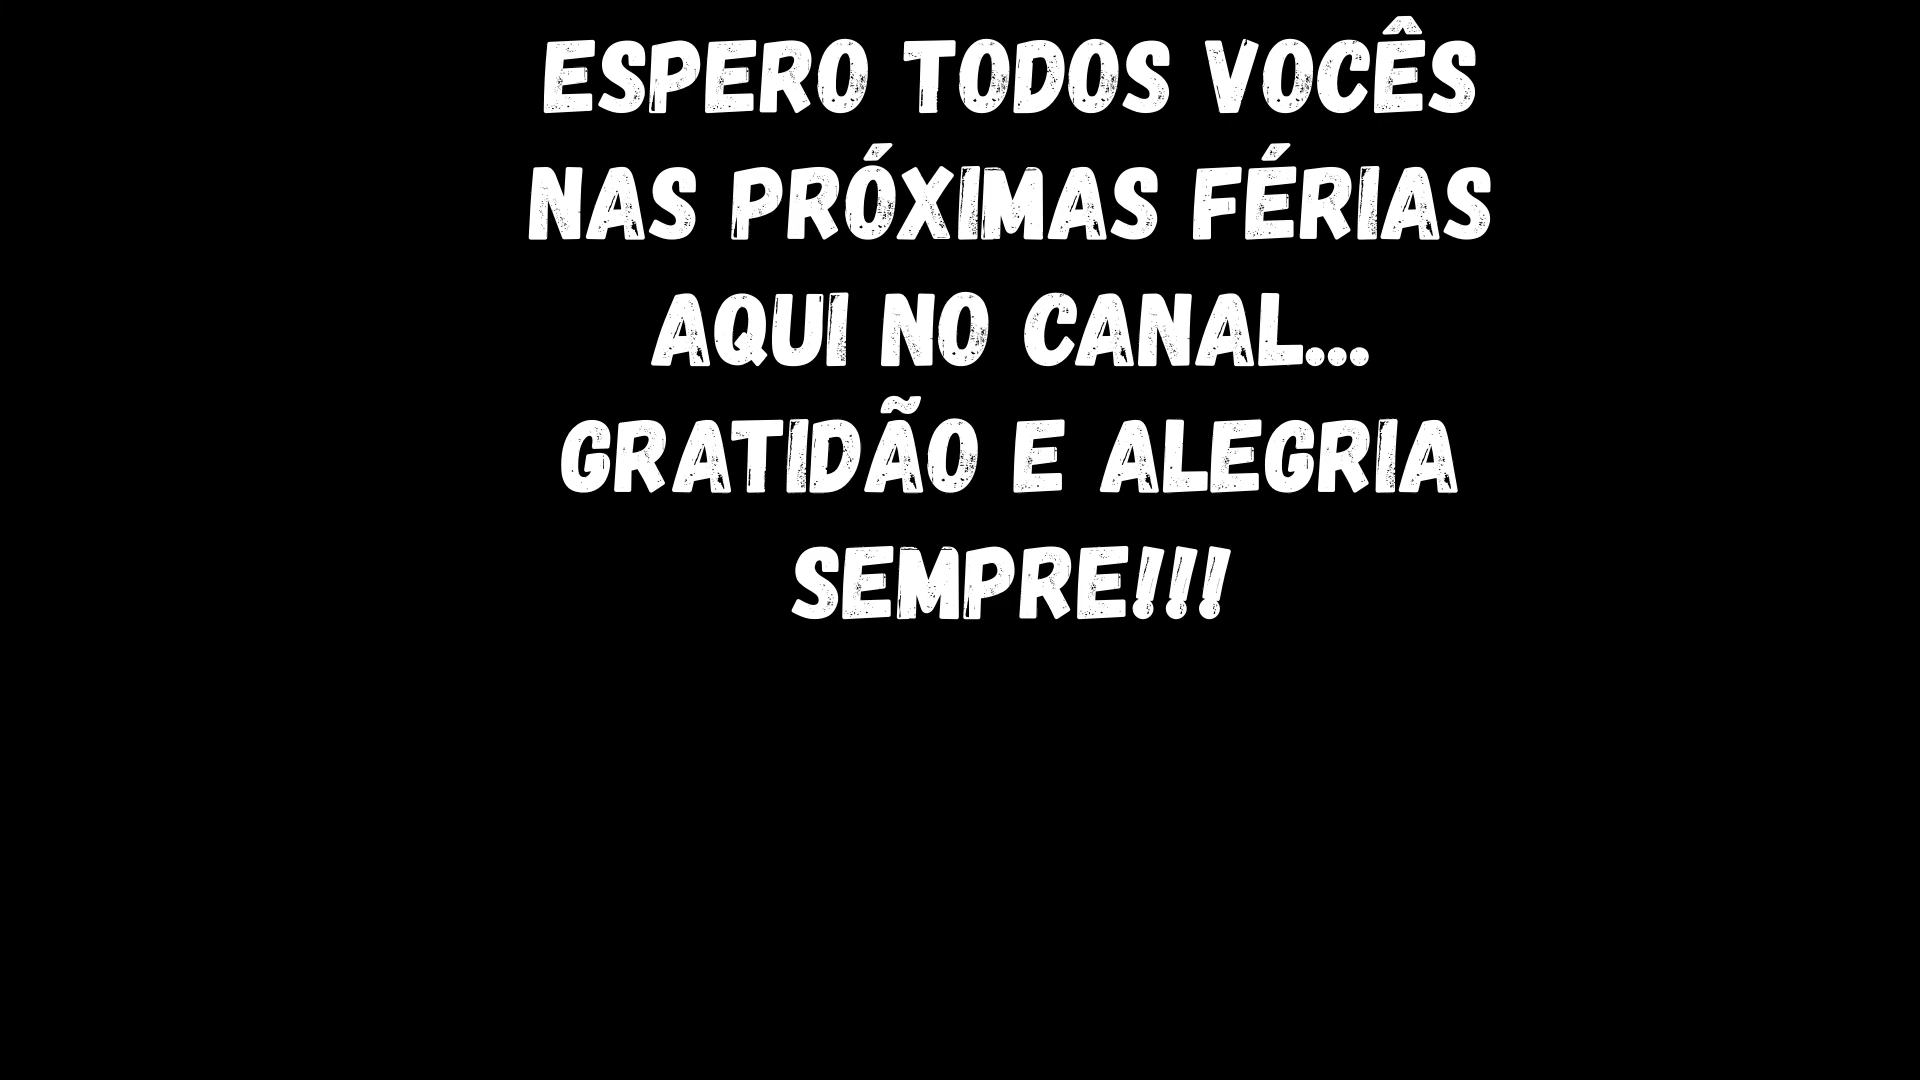 ESPERO TODOS VOCÊS
NAS PRÓXIMAS FÉRIAS
AQUI NO CANAL...
GRATIDÃO E ALEGRIA
SEMPRE!!!